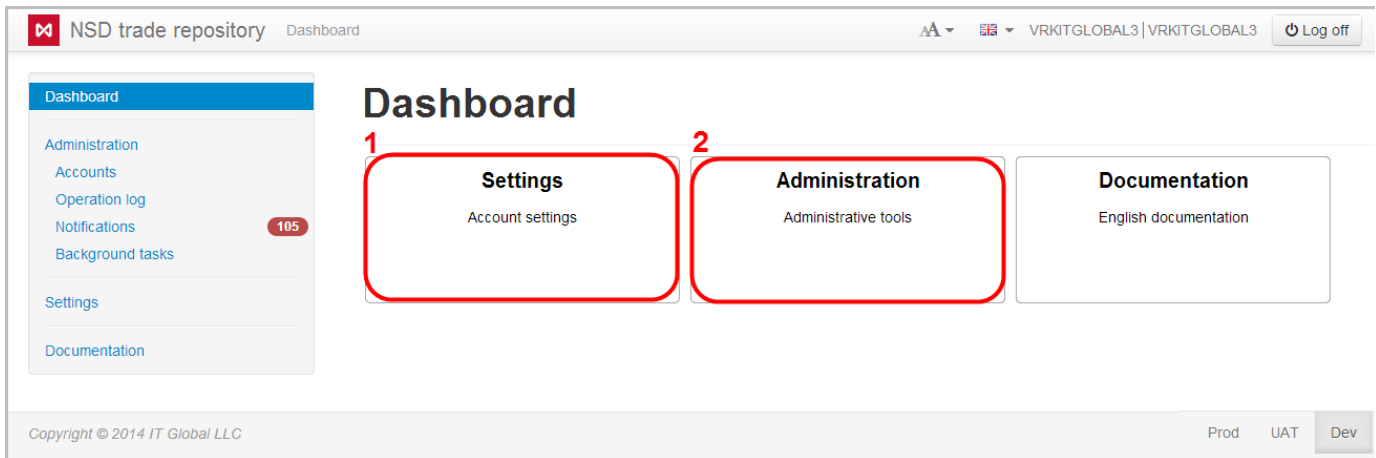 NSD trade repository Dashboard AA VRKITGLOBAL3|VRKITGLOBAL3 Log off
Dashboard
Administration
Accounts
Operation log
Notifications 105
Background tasks
Settings
Documentation
Dashboard
1 2
Settings
Account settings
Administration
Administrative tools
Documentation
English documentation
Copyright © 2014 IT Global LLC Prod UAT Dev